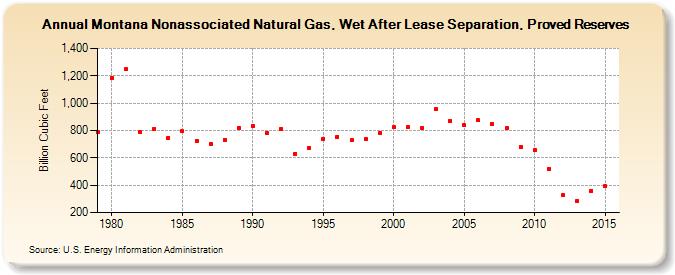 Annual Montana Nonassociated Natural Gas, Wet After Lease Separation, Proved Reserves
Billion Cubic Feet
1,400
1,200
1,000
800
600
400
200
1980 1985 1990 1995 2000 2005 2010 2015
Source: U.S. Energy Information Administration